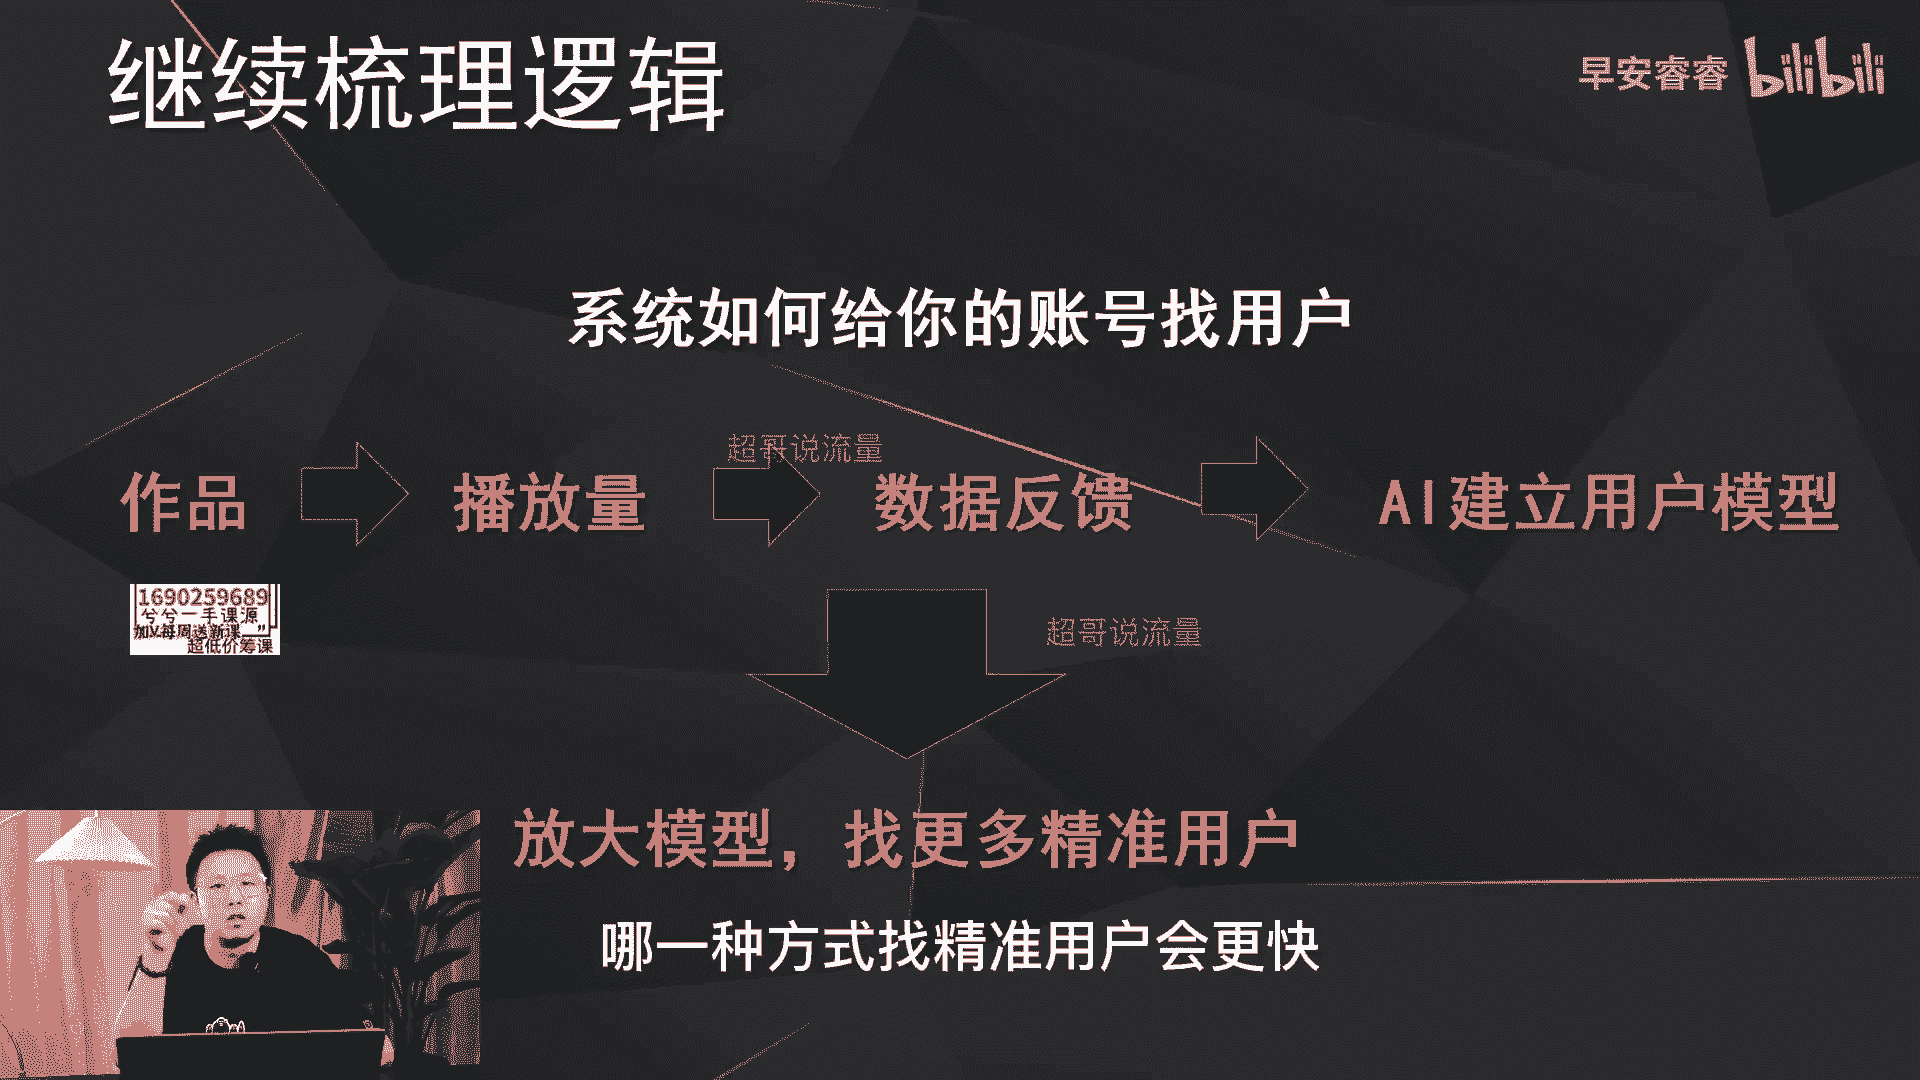 继续梳理逻辑
早安睿睿 bilibili
系统如何给你的账号找用户
超哥说流量
作品
播放量
数据反馈
AI建立用户模型
1690259689
兮兮一手课源
加V每周送新课
超低价筹课
超哥说流量
放大模型，找更多精准用户
哪一种方式找精准用户会更快